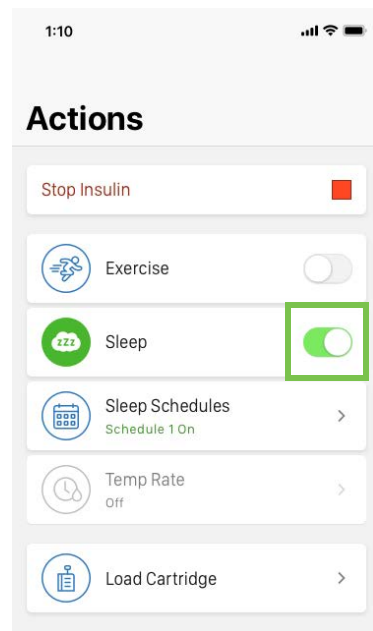 1:10
Actions
Stop Insulin
Exercise
zzz
Sleep
Sleep Schedules
Schedule 1 On
Temp Rate
Off
Load Cartridge